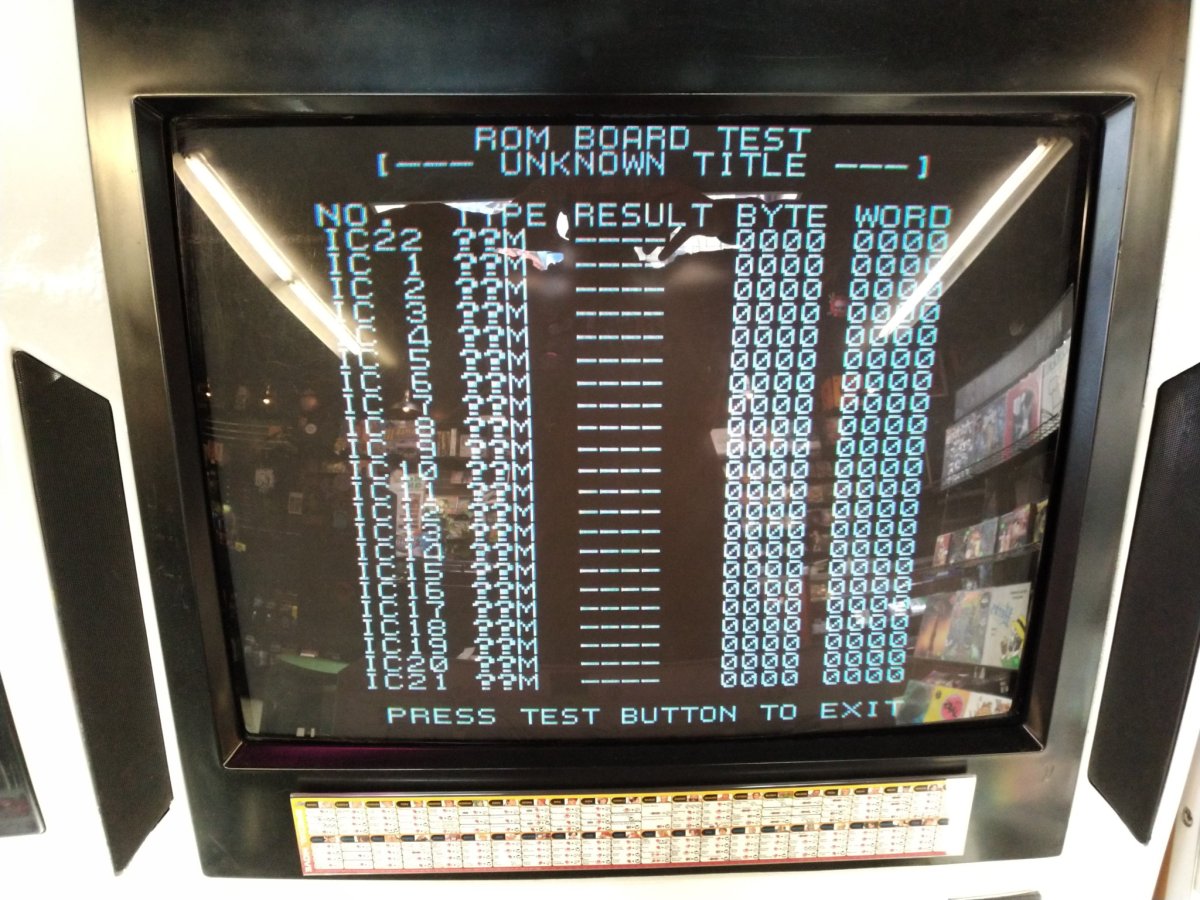 ROM BOARD TEST
[--- UNKNOWN TITLE ---]
NO. TYPE RESULT BYTE WORD
IC22 ??M ----- 0000 0000
IC 1 ??M ---- 0000 0000
IC 2 ??M ---- 0000 0000
IC 3 ??M ---- 0000 0000
IC 4 ??M ---- 0000 0000
IC 5 ??M ---- 0000 0000
IC 6 ??M ---- 0000 0000
IC 7 ??M ---- 0000 0000
IC 8 ??M ---- 0000 0000
IC 9 ??M ---- 0000 0000
IC10 ??M ---- 0000 0000
IC11 ??M ---- 0000 0000
IC12 ??M ---- 0000 0000
IC13 ??M ---- 0000 0000
IC14 ??M ---- 0000 0000
IC15 ??M ---- 0000 0000
IC16 ??M ---- 0000 0000
IC17 ??M ---- 0000 0000
IC18 ??M ---- 0000 0000
IC19 ??M ---- 0000 0000
IC20 ??M ---- 0000 0000
IC21 ??M ---- 0000 0000
PRESS TEST BUTTON TO EXIT